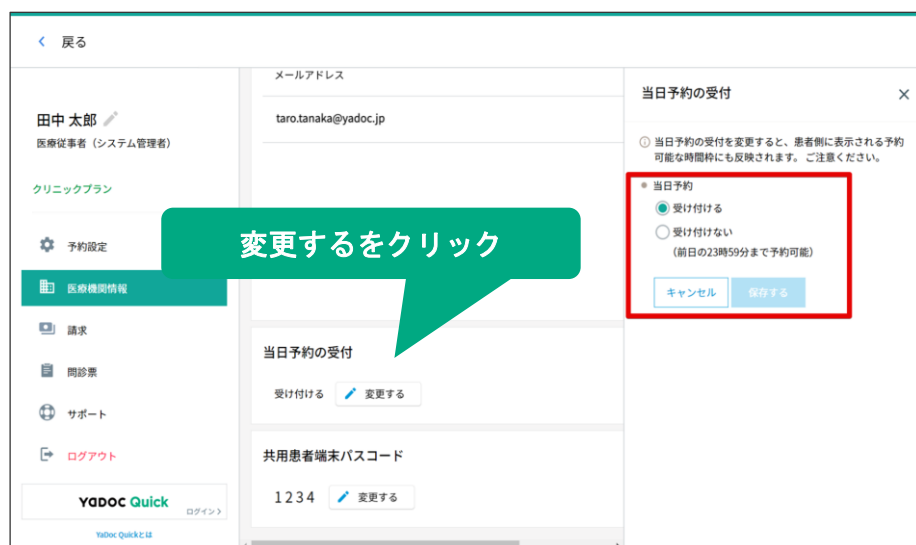 戻る
田中 太郎
医療従事者（システム管理者）
クリニックプラン
予約設定
医療機関情報
請求
問診票
サポート
ログアウト
YaDOC Quick
ログイン
YaDoc Quickとは
メールアドレス
taro.tanaka@yadoc.jp
変更するをクリック
当日予約の受付
受け付ける 変更する
共用患者端末パスコード
1234 変更する
当日予約の受付
当日予約の受付を変更すると、患者側に表示される予約
可能な時間枠にも反映されます。ご注意ください。
当日予約
受け付ける
受け付けない
（前日の23時59分まで予約可能）
キャンセル 保存する